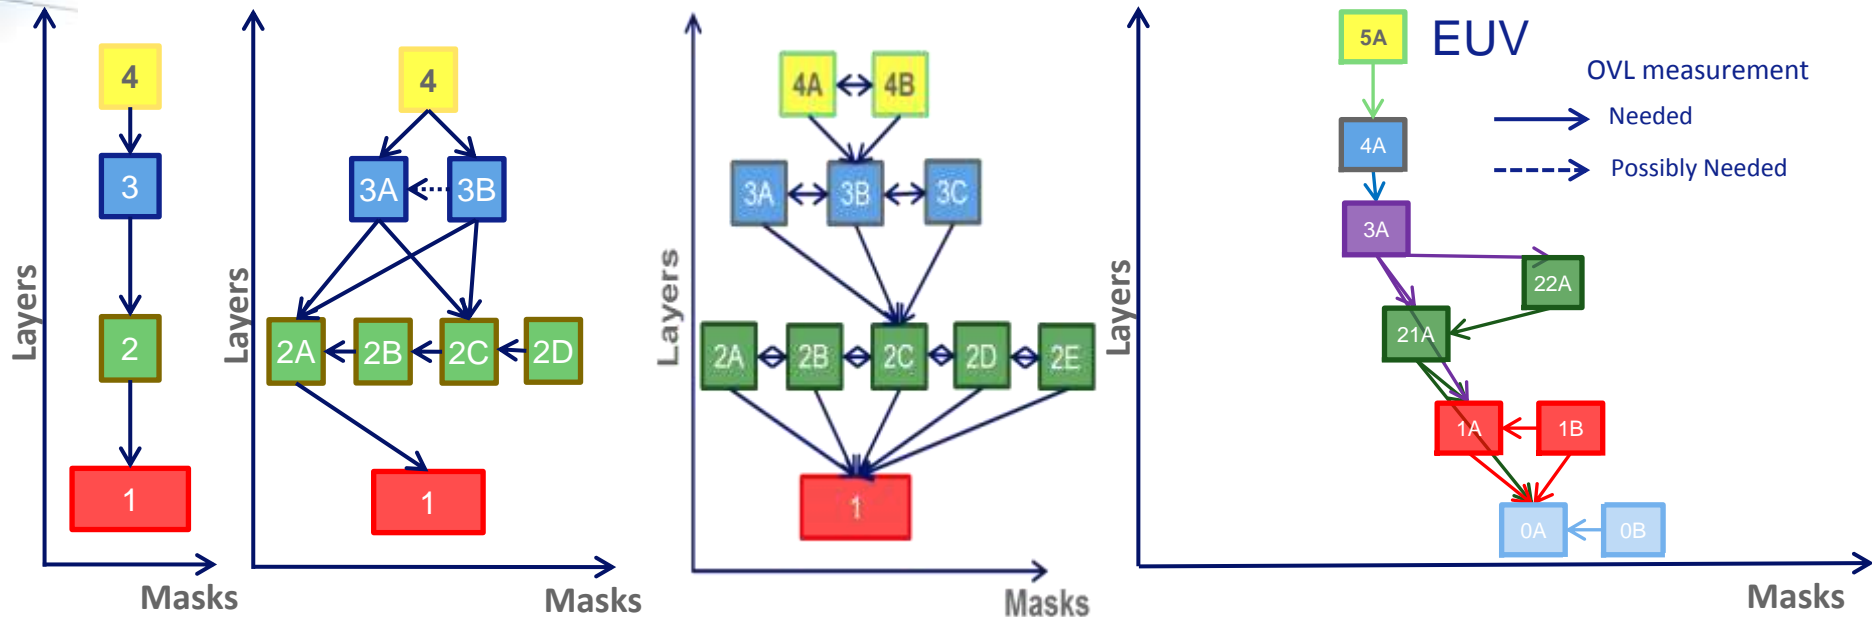 4
3
2
1
Layers
Masks
4
3A
3B
2A
2B
2C
2D
1
Layers
Masks
4A
4B
3A
3B
3C
2A
2B
2C
2D
2E
1
Layers
Masks
5A
EUV
OVL measurement
Needed
Possibly Needed
4A
3A
22A
21A
1A
1B
0A
0B
Layers
Masks